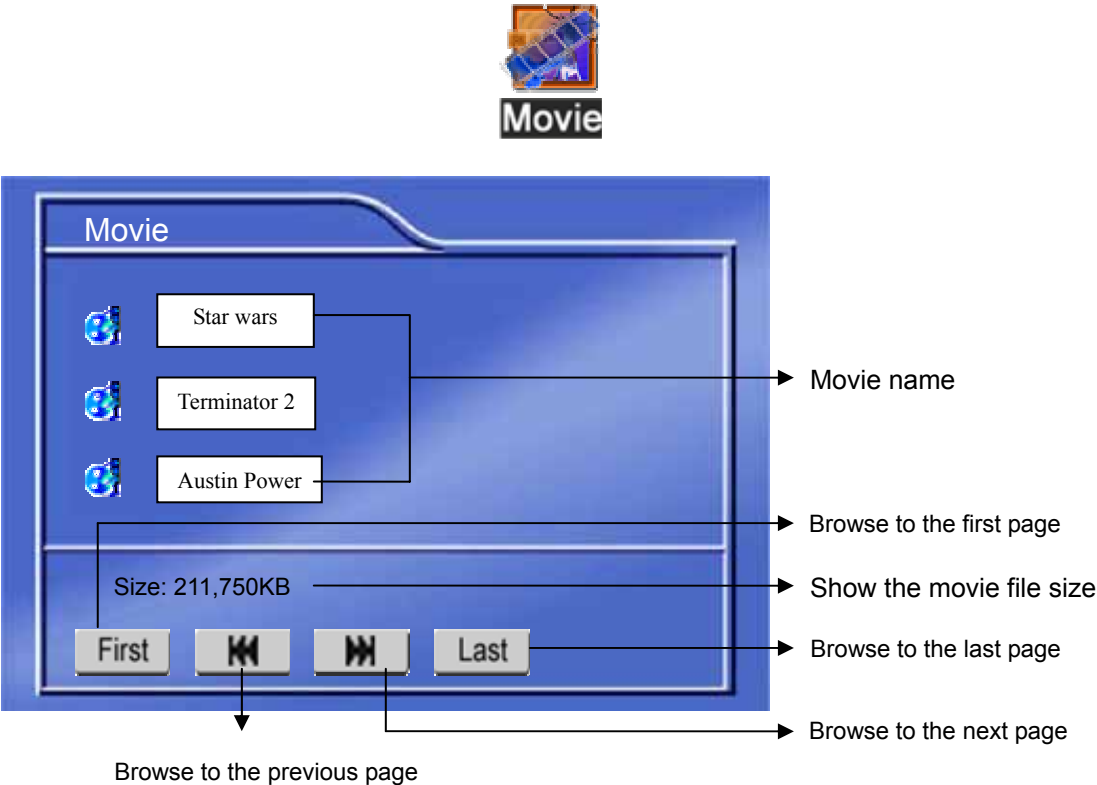 Movie
Movie
Star wars
Terminator 2
Movie name
Austin Power
Browse to the first page
Size: 211,750KB
Show the movie file size
First
Last
Browse to the last page
Browse to the next page
Browse to the previous page